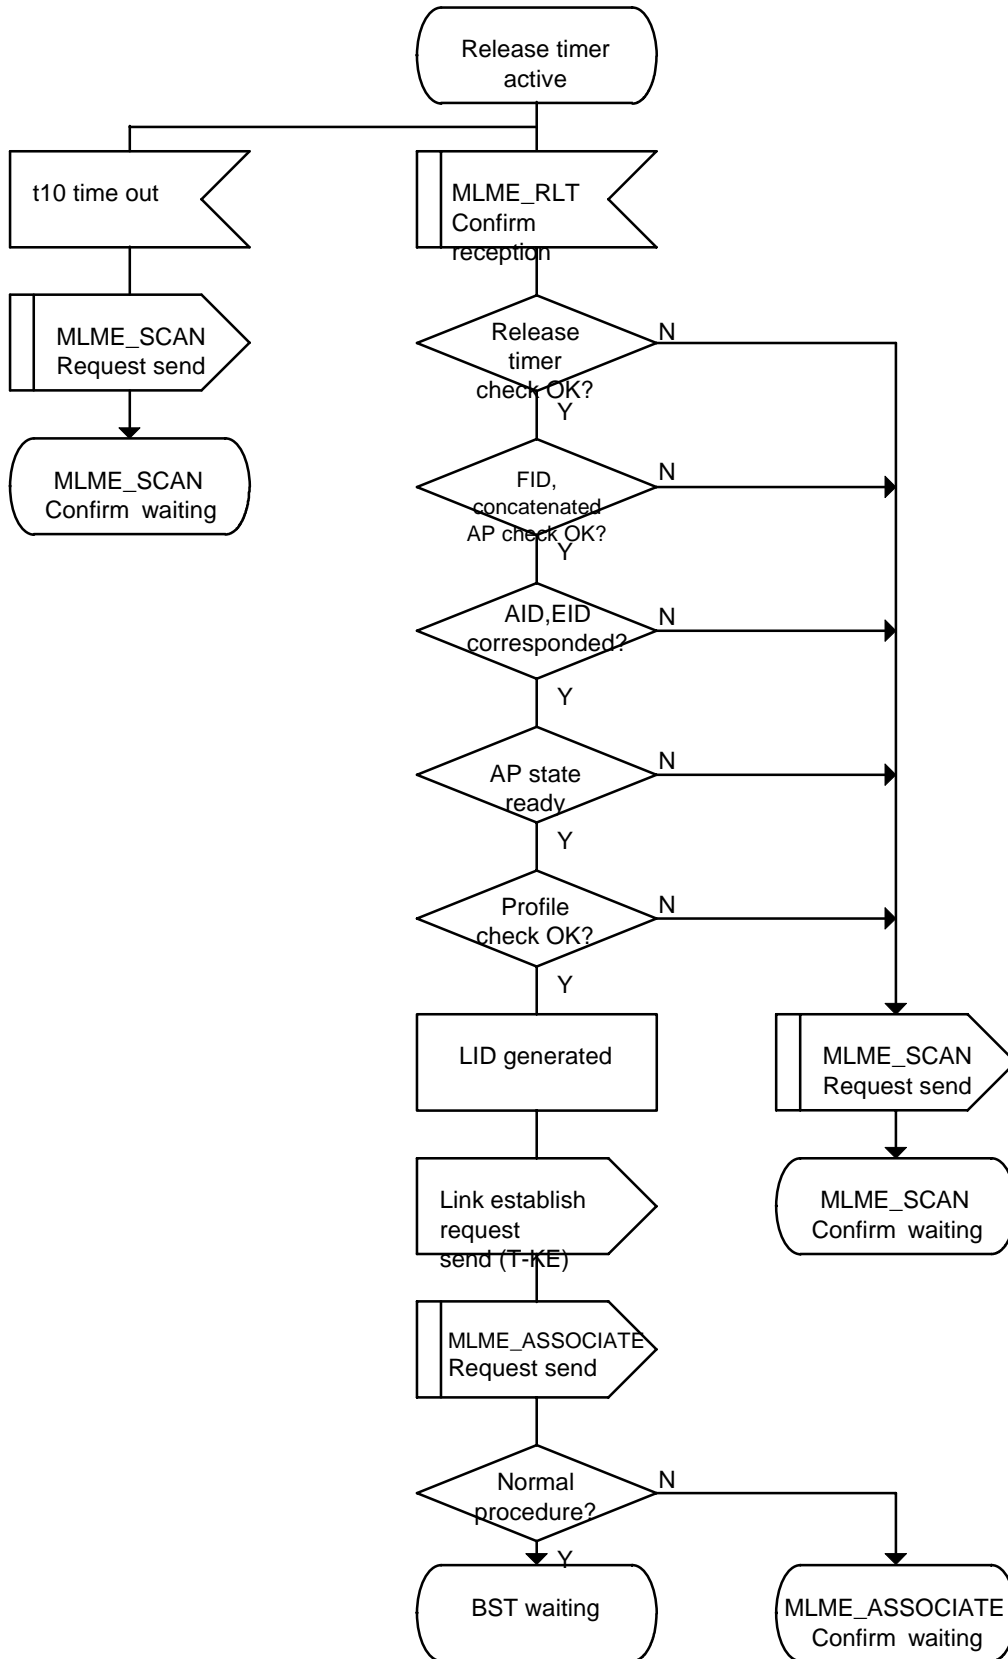 Release timer
active
t10 time out
MLME_RLT
Confirm
reception
MLME_SCAN
Request send
Release
timer
check OK?
N
Y
MLME_SCAN
Confirm waiting
FID,
concatenated
AP check OK?
N
Y
AID,EID
corresponded?
N
Y
AP state
ready
N
Y
Profile
check OK?
N
Y
LID generated
MLME_SCAN
Request send
Link establish
request
send (T-KE)
MLME_SCAN
Confirm waiting
MLME_ASSOCIATE
Request send
Normal
procedure?
N
Y
BST waiting
MLME_ASSOCIATE
Confirm waiting